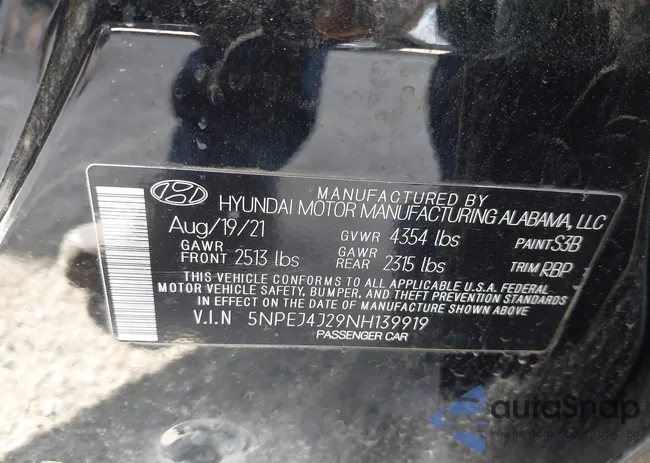 MANUFACTURED BY
HYUNDAI MOTOR MANUFACTURING ALABAMA, LLC
Aug/19/21 GVWR 4354 lbs PAINT S3B
GAWR FRONT 2513 lbs GAWR REAR 2315 lbs TRIM RBP
THIS VEHICLE CONFORMS TO ALL APPLICABLE U.S.A. FEDERAL
MOTOR VEHICLE SAFETY, BUMPER, AND THEFT PREVENTION STANDARDS
IN EFFECT ON THE DATE OF MANUFACTURE SHOWN ABOVE
V.I.N 5NPEJ4J29NH139919
PASSENGER CAR
autoSnap